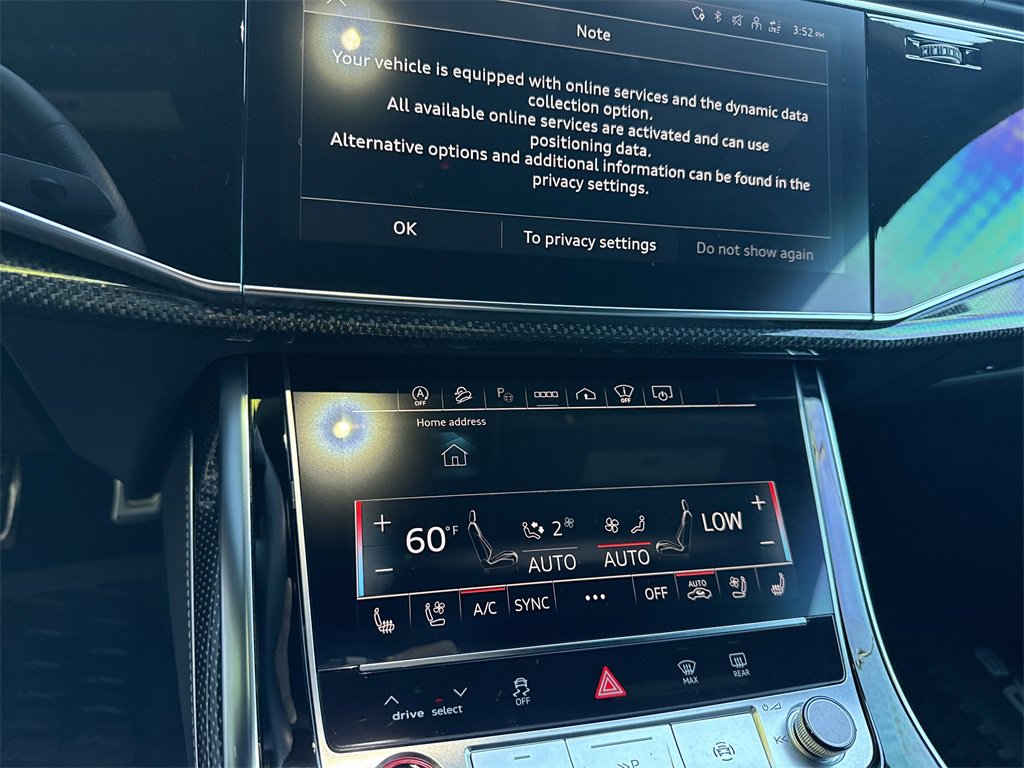 3:52 PM
Note
Your vehicle is equipped with online services and the dynamic data
collection option.
All available online services are activated and can use
positioning data.
Alternative options and additional information can be found in the
privacy settings.
OK To privacy settings Do not show again
A OFF P OFF
Home address
60°F 2 LOW
AUTO AUTO
A/C SYNC OFF AUTO
drive select OFF MAX REAR
P